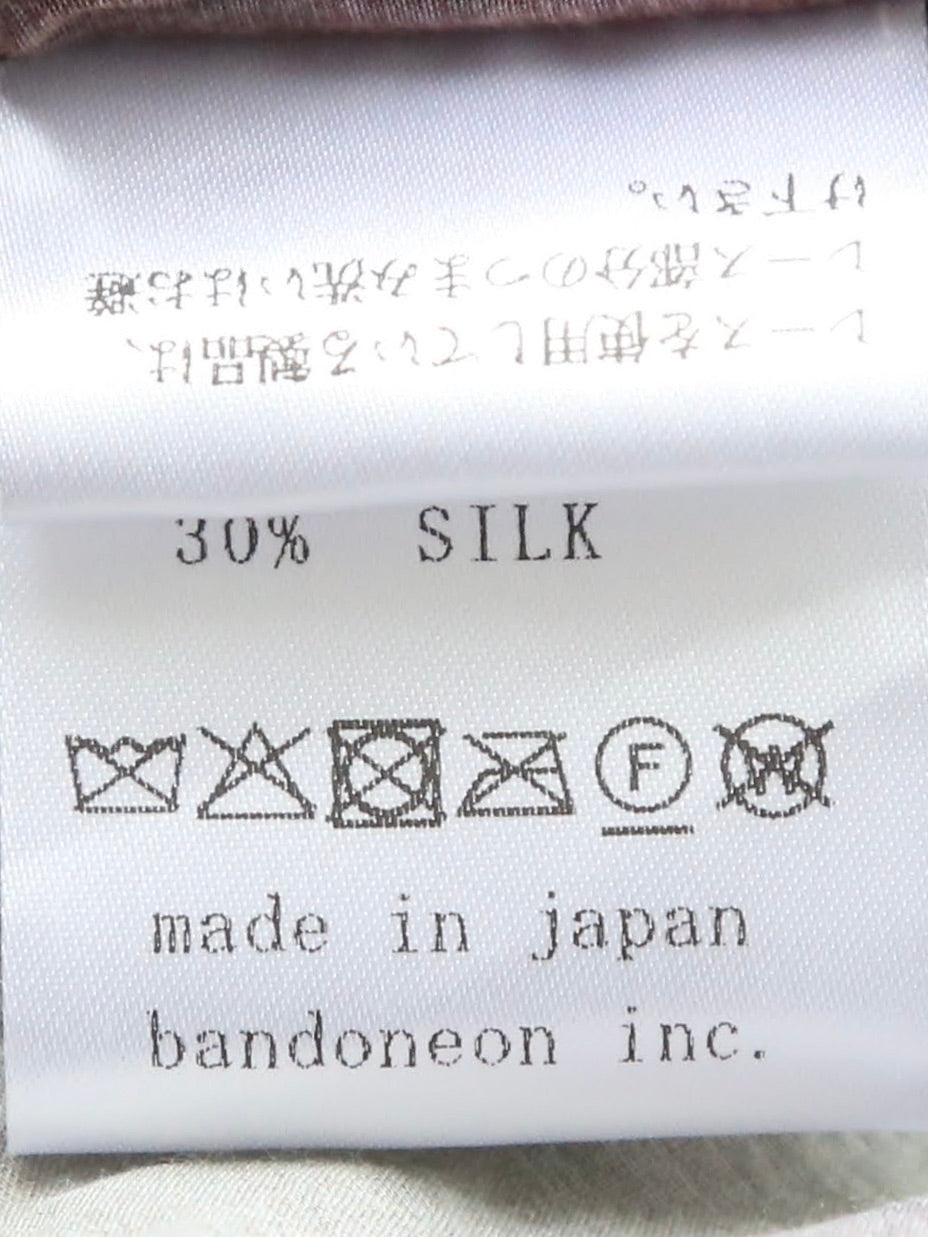 レースを使用している製品は、
レース部分のつまみ洗いはお避
け下さい。
30% SILK
F W
made in japan
bandoneon inc.